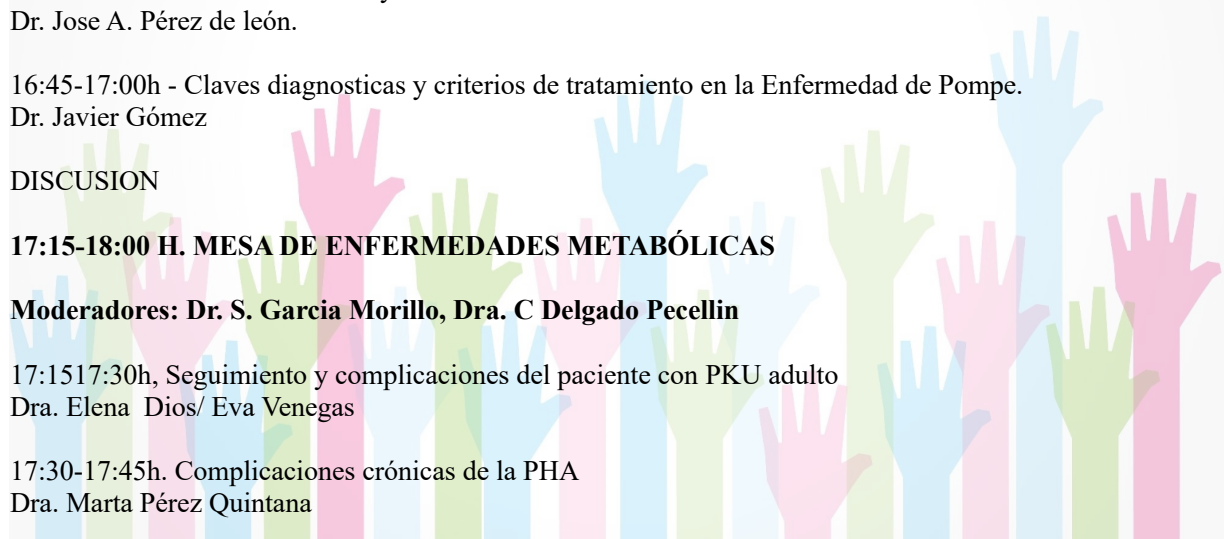 Dr. Jose A. Pérez de león.
16:45-17:00h - Claves diagnosticas y criterios de tratamiento en la Enfermedad de Pompe.
Dr. Javier Gómez
DISCUSION
17:15-18:00 H. MESA DE ENFERMEDADES METABÓLICAS
Moderadores: Dr. S. Garcia Morillo, Dra. C Delgado Pecellin
17:1517:30h, Seguimiento y complicaciones del paciente con PKU adulto
Dra. Elena  Dios/ Eva Venegas
17:30-17:45h. Complicaciones crónicas de la PHA
Dra. Marta Pérez Quintana